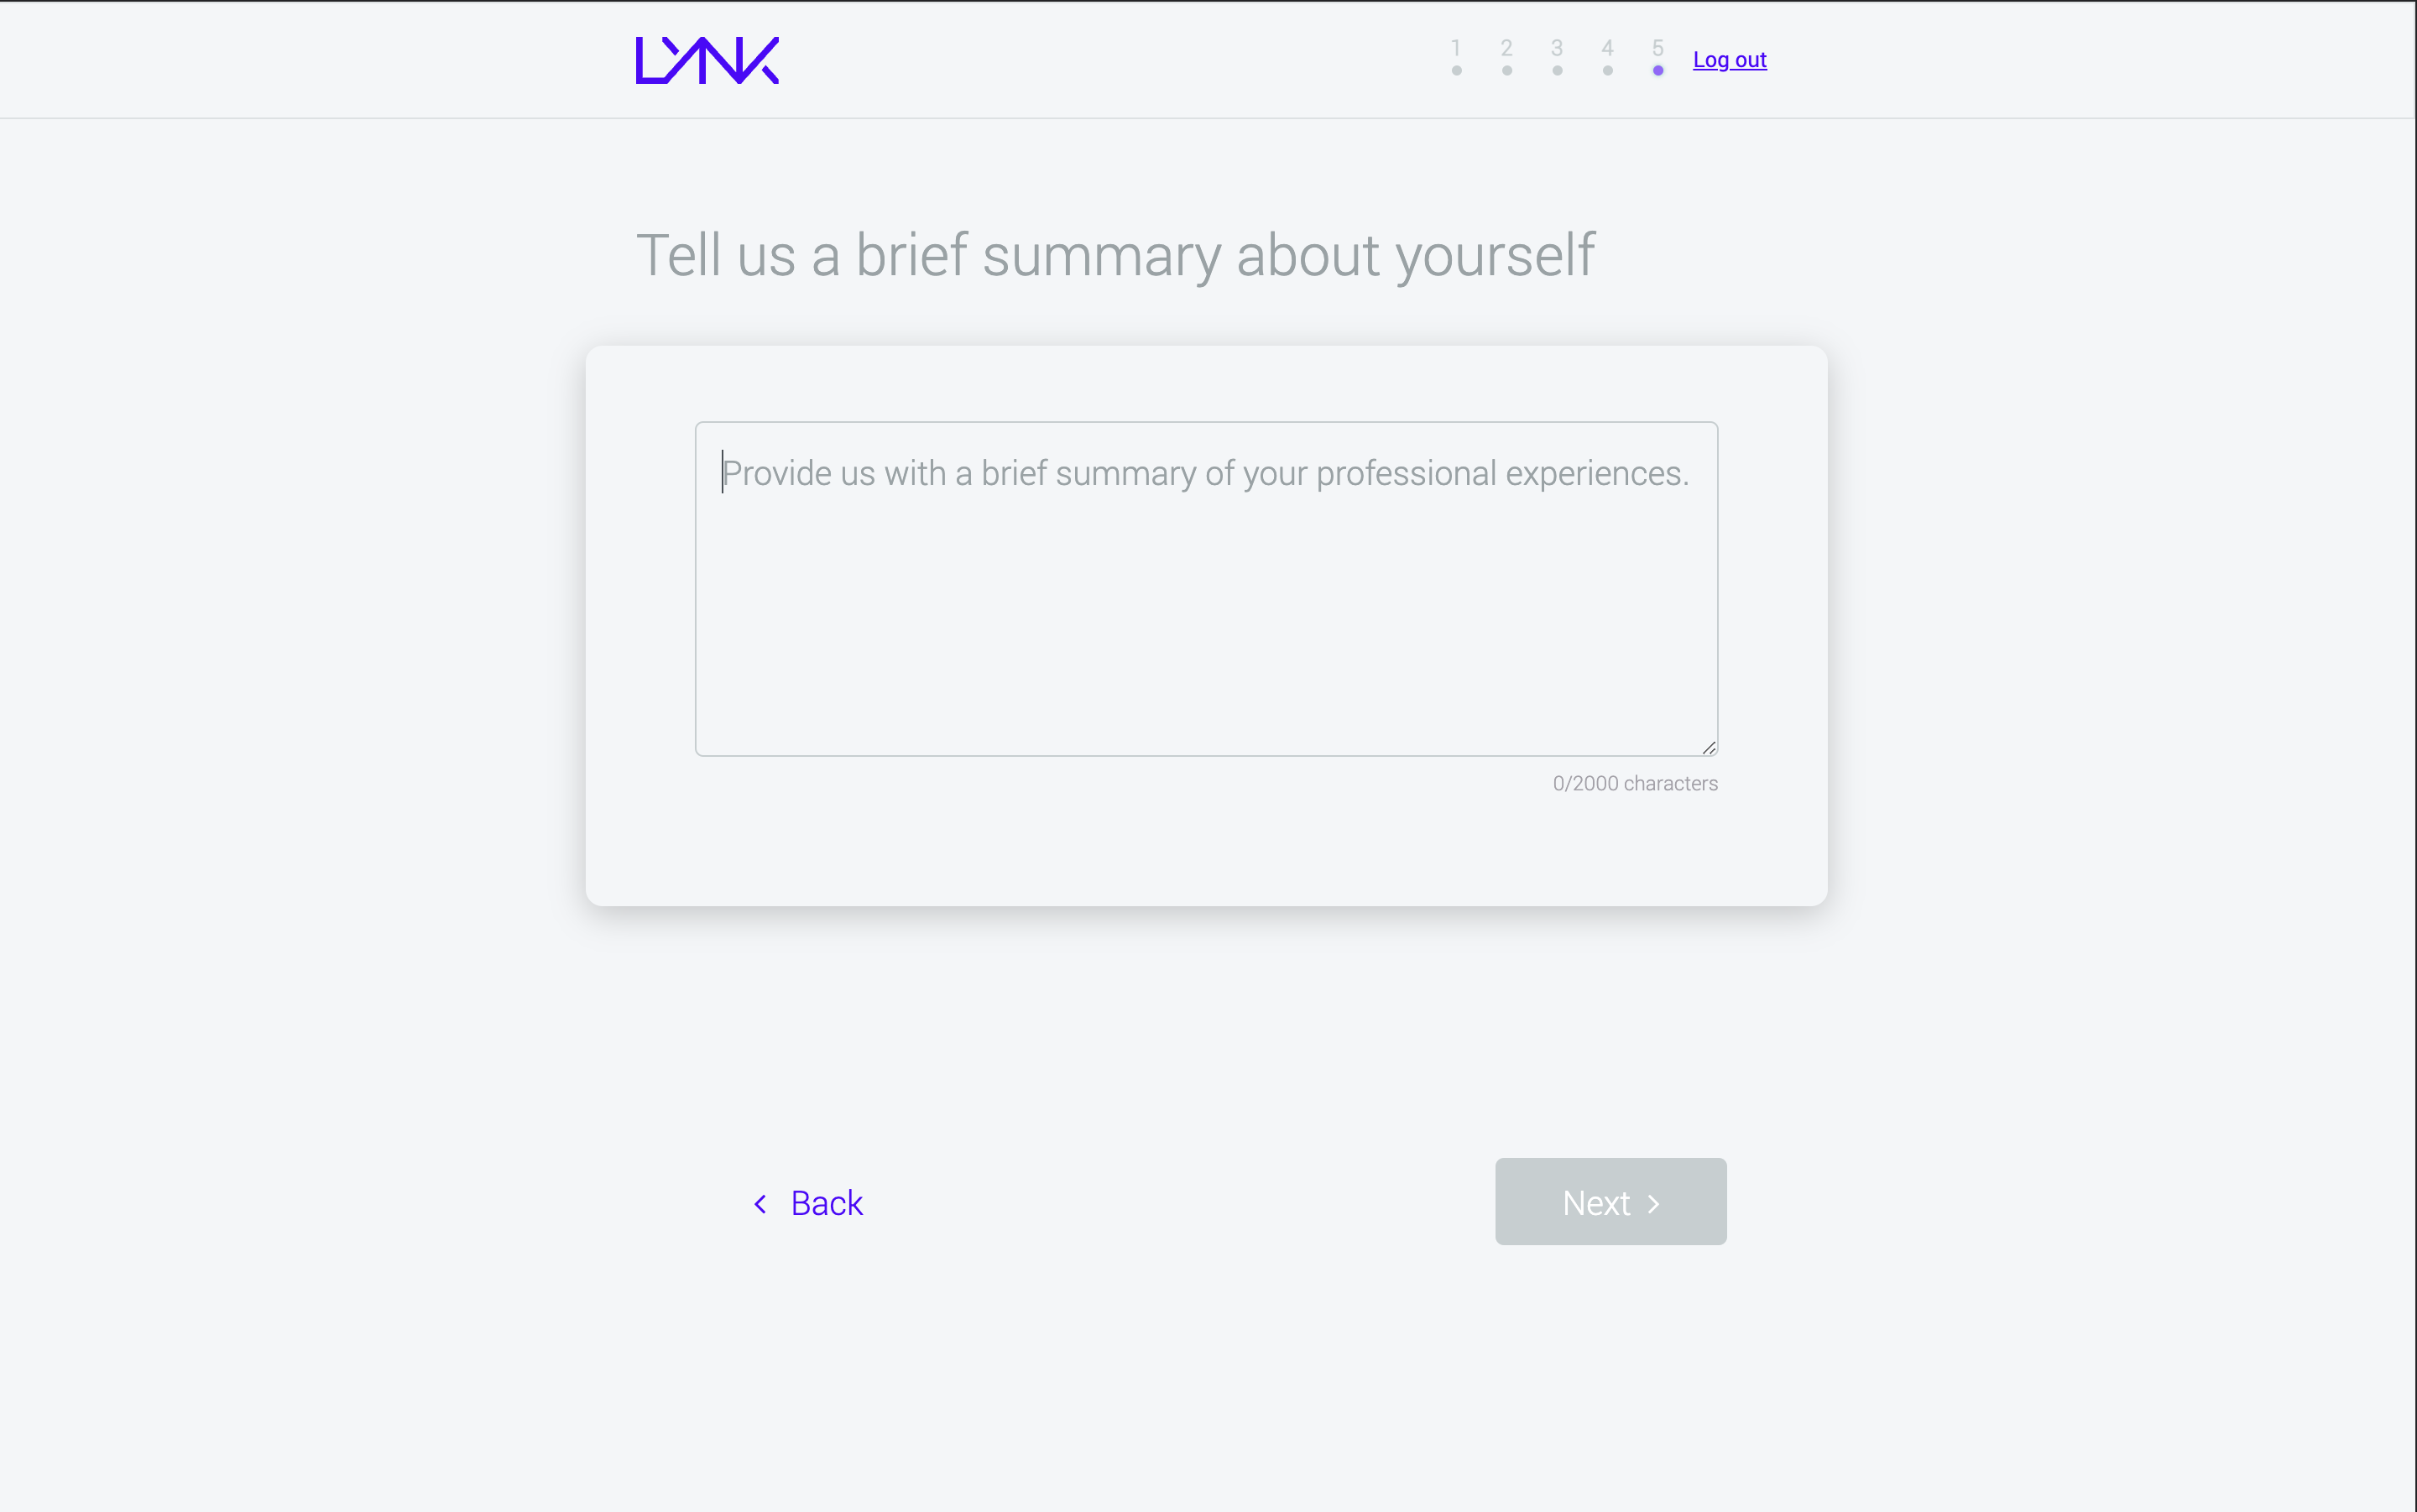 LYNK
1 2 3 4 5 Log out
Tell us a brief summary about yourself
Provide us with a brief summary of your professional experiences.
0/2000 characters
Back
Next